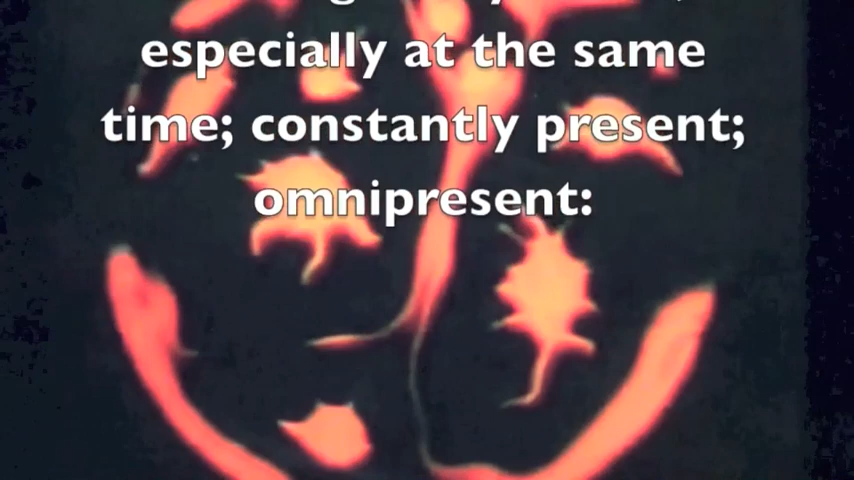 especially at the same
time; constantly present;
omnipresent: